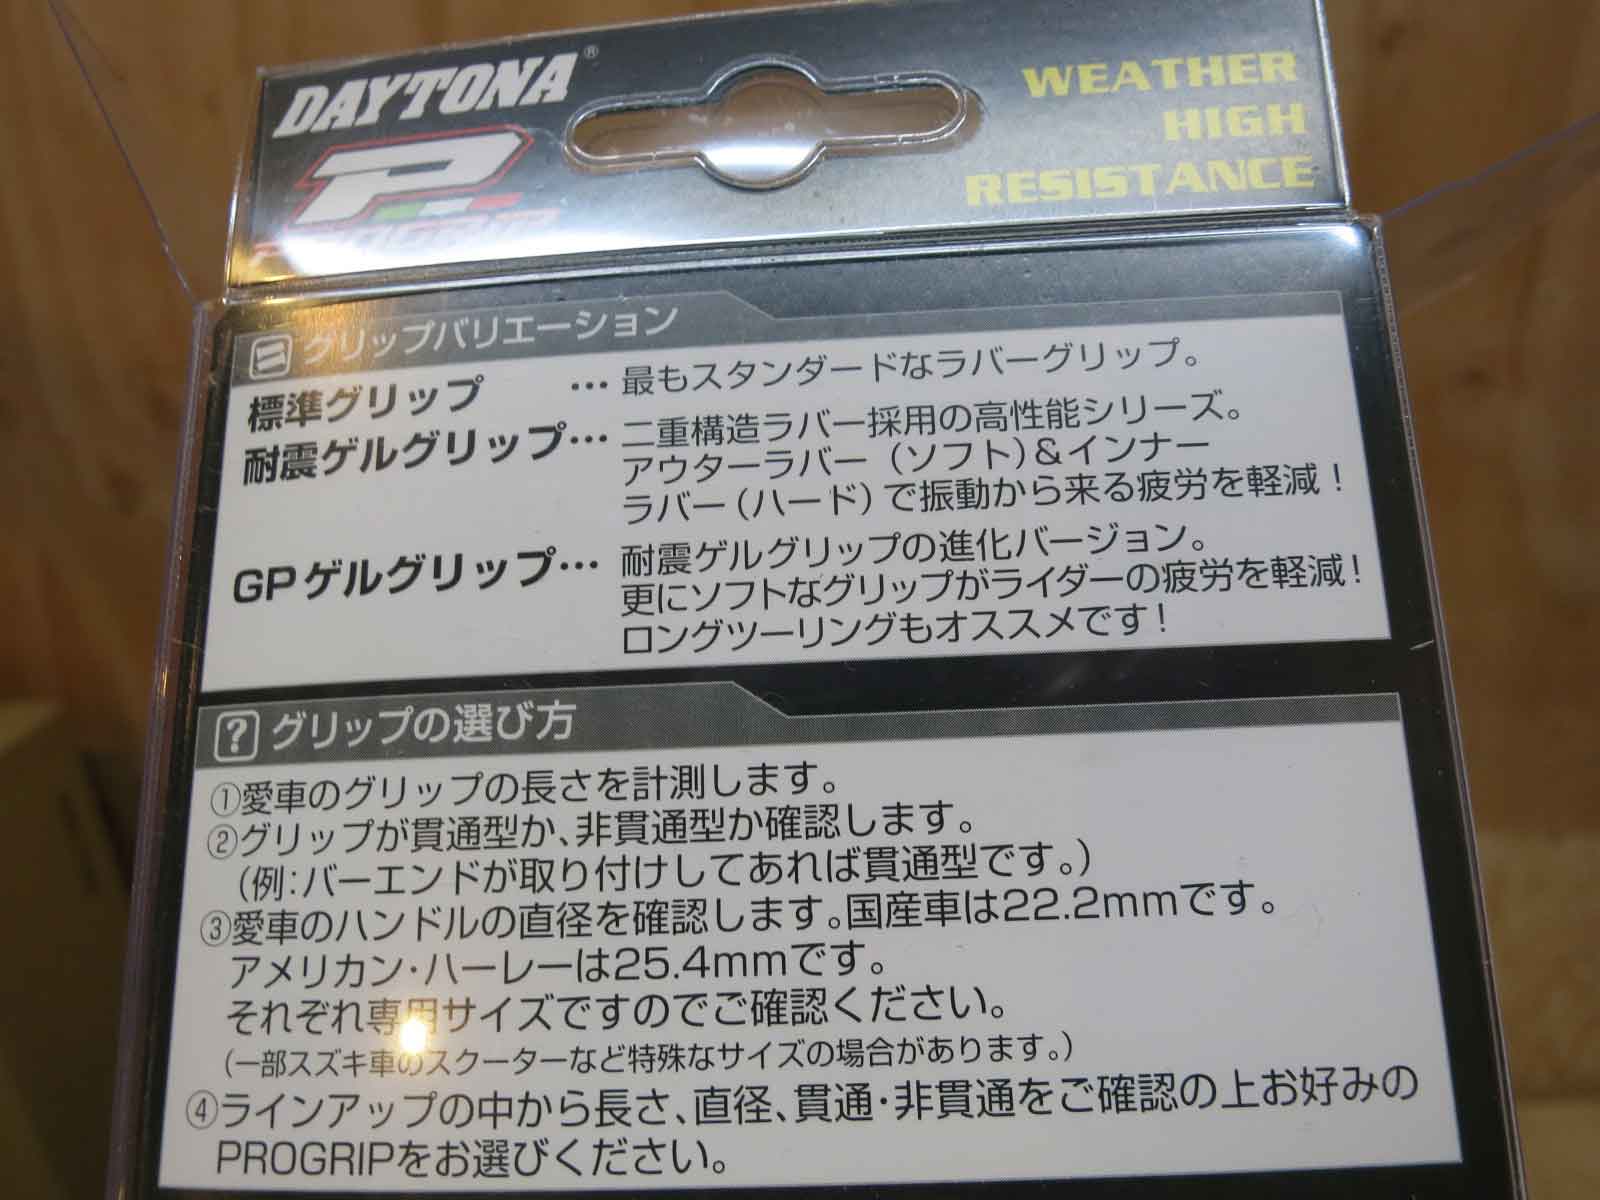 DAYTONA®
WEATHER
HIGH
RESISTANCE
グリップバリエーション
標準グリップ … 最もスタンダードなラバーグリップ。
耐震ゲルグリップ… 二重構造ラバー採用の高性能シリーズ。
アウターラバー(ソフト)&インナー
ラバー(ハード)で振動から来る疲労を軽減!
GPゲルグリップ… 耐震ゲルグリップの進化バージョン。
更にソフトなグリップがライダーの疲労を軽減!
ロングツーリングもオススメです!
? グリップの選び方
①愛車のグリップの長さを計測します。
②グリップが貫通型か、非貫通型か確認します。
(例:バーエンドが取り付けしてあれば貫通型です。)
③愛車のハンドルの直径を確認します。国産車は22.2mmです。
アメリカン・ハーレーは25.4mmです。
それぞれ専用サイズですのでご確認ください。
(一部スズキ車のスクーターなど特殊なサイズの場合があります。)
④ラインアップの中から長さ、直径、貫通・非貫通をご確認の上お好みの
PROGRIPをお選びください。